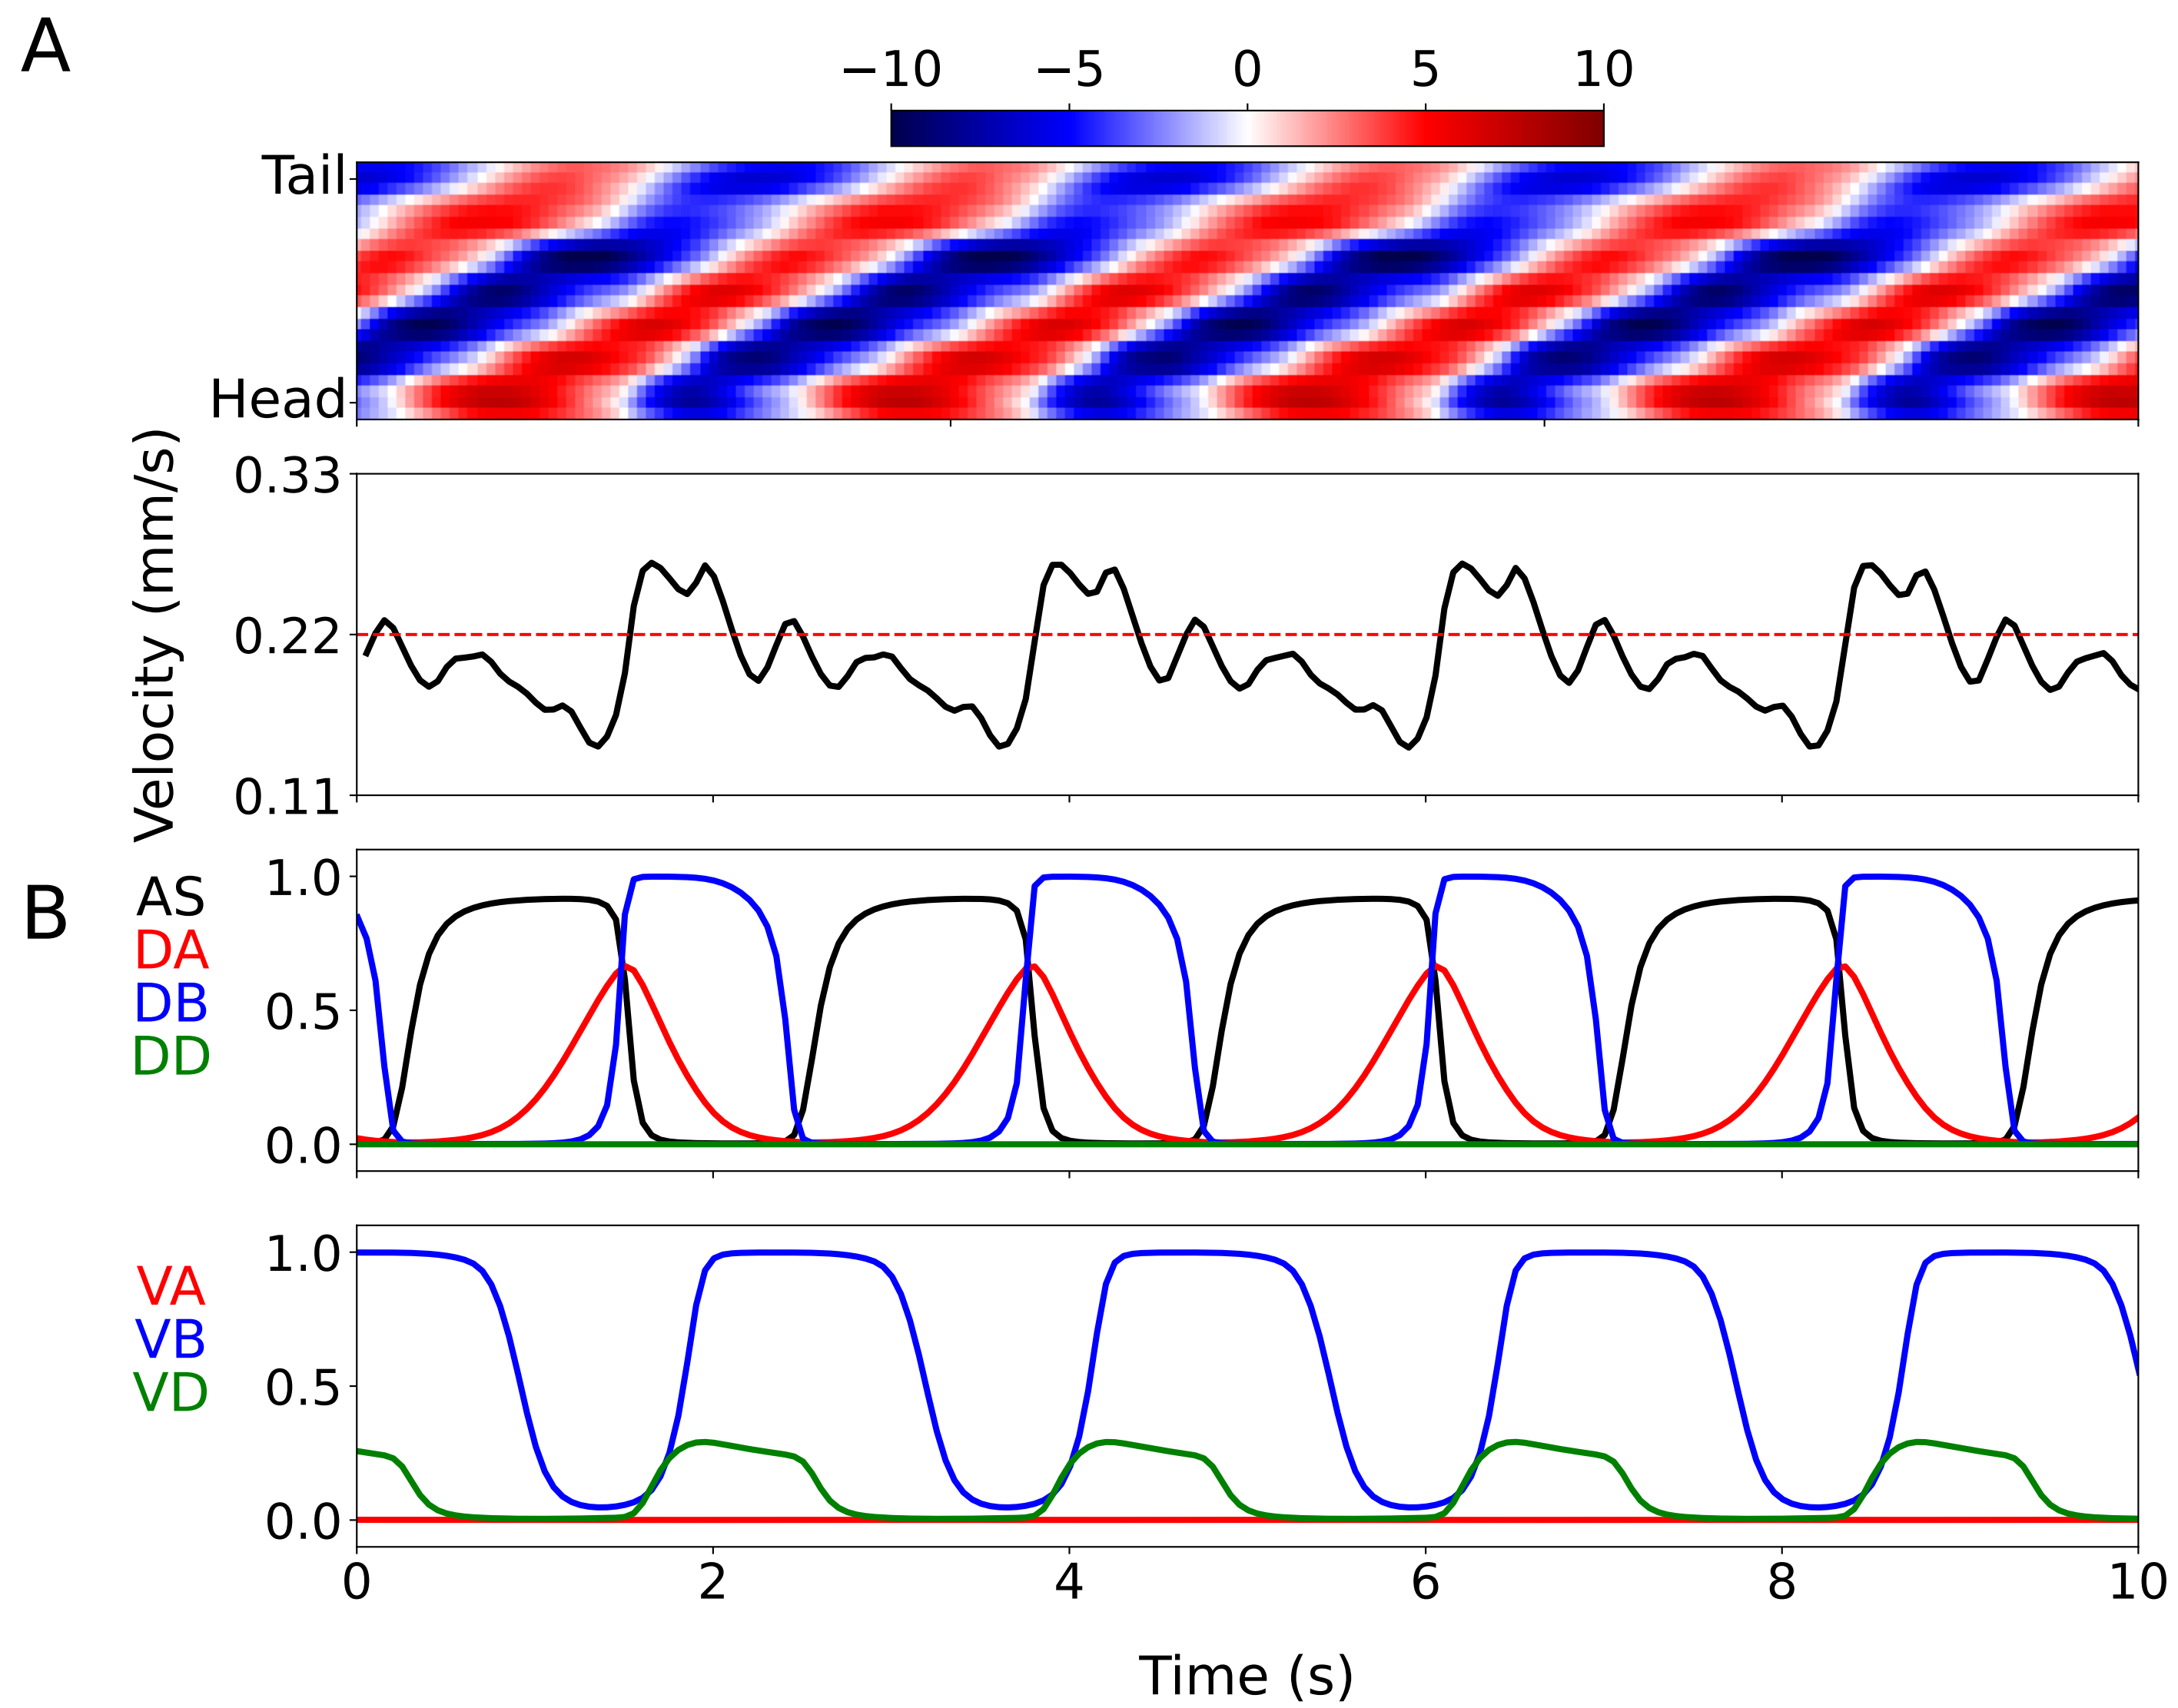 A
−10 −5 0 5 10
Tail
Head
Velocity (mm/s)
0.33
0.22
0.11
B
AS
DA
DB
DD
1.0
0.5
0.0
VA
VB
VD
1.0
0.5
0.0
0 2 4 6 8 10
Time (s)